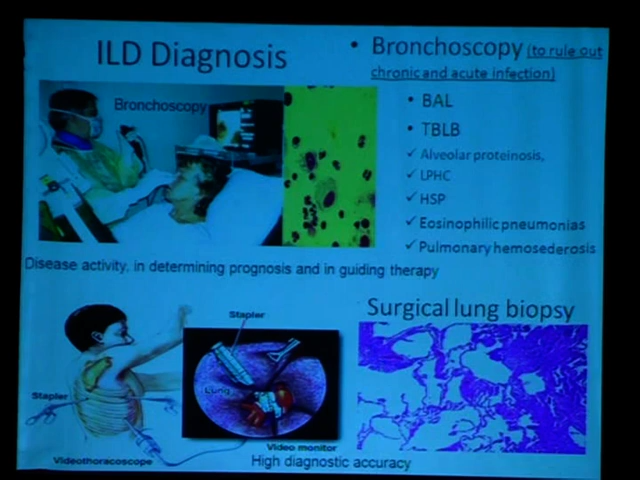 ILD Diagnosis
• Bronchoscopy (to rule out
chronic and acute infection)
Bronchoscopy
• BAL
• TBLB
✓ Alveolar proteinosis,
✓ LPHC
✓ HSP
✓ Eosinophilic pneumonias
✓ Pulmonary hemosederosis
Disease activity, in determining prognosis and in guiding therapy
Surgical lung biopsy
Stapler
Lung
Stapler
Video monitor
Videothoracoscope
High diagnostic accuracy